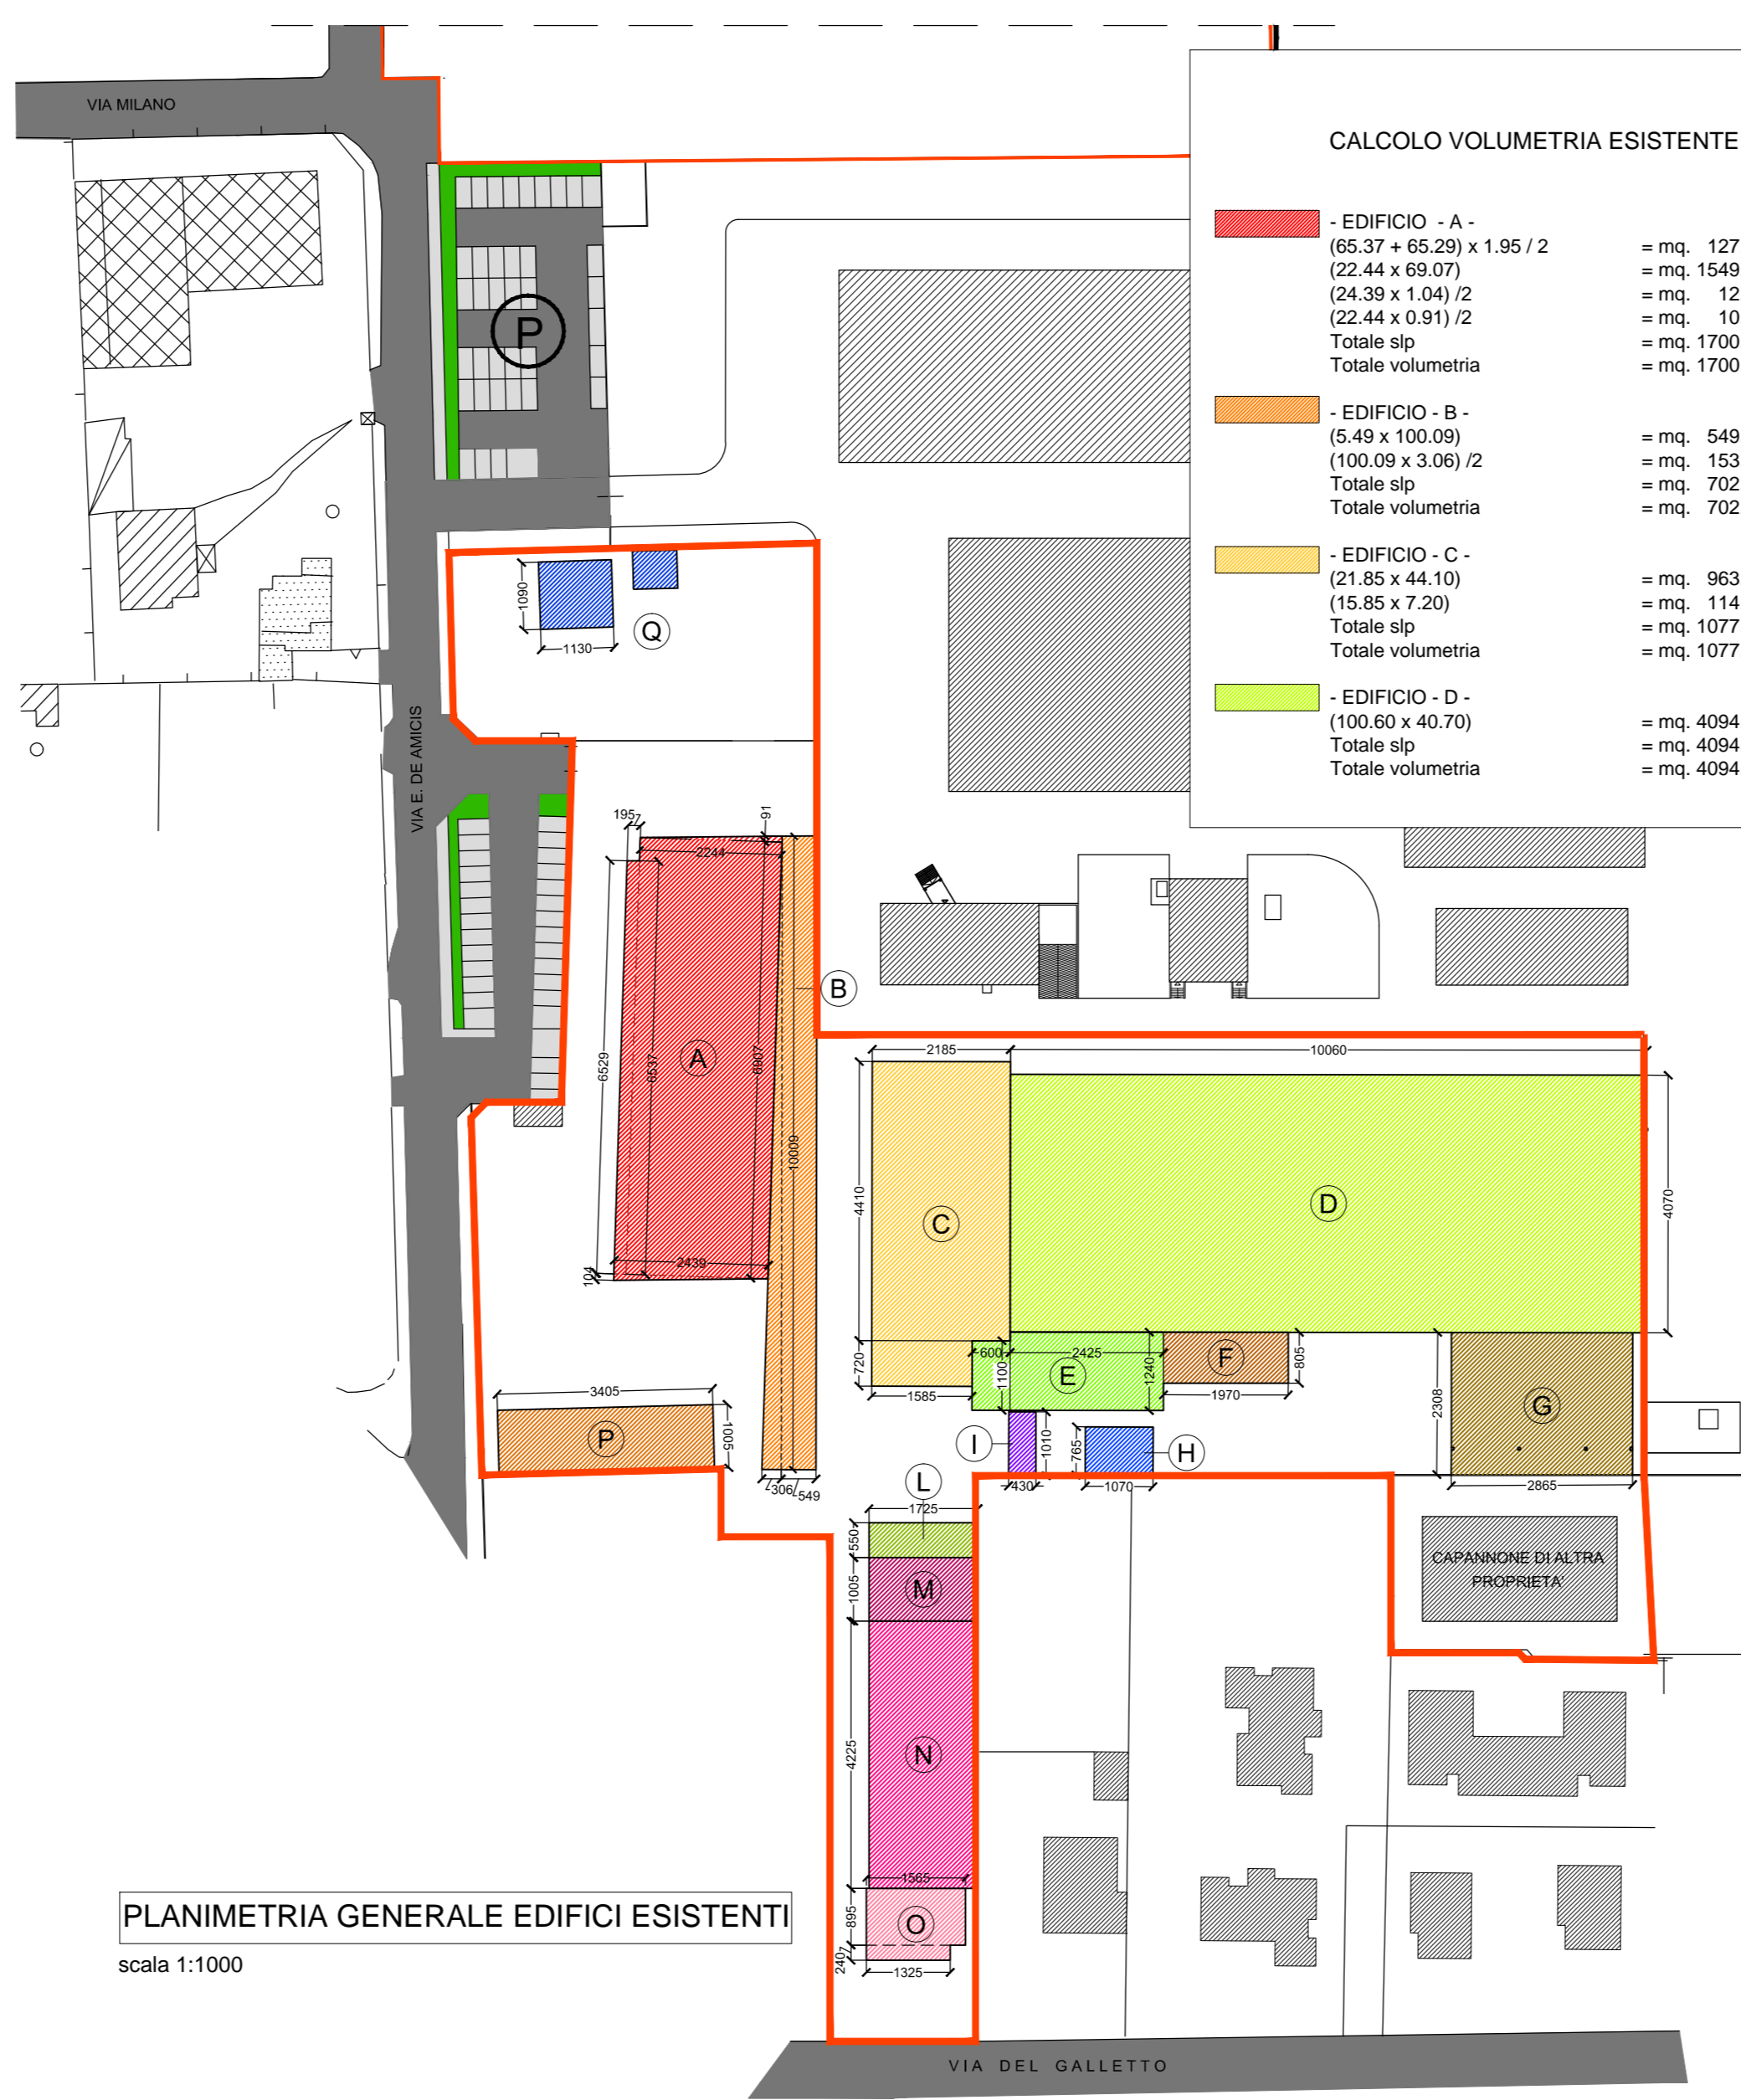 VIA MILANO
CALCOLO VOLUMETRIA ESISTENTE
- EDIFICIO - A -
(65.37 + 65.29) x 1.95 / 2 = mq. 127
(22.44 x 69.07) = mq. 1549
(24.39 x 1.04) /2 = mq. 12
(22.44 x 0.91) /2 = mq. 10
Totale slp = mq. 1700
Totale volumetria = mq. 1700
- EDIFICIO - B -
(5.49 x 100.09) = mq. 549
(100.09 x 3.06) /2 = mq. 153
Totale slp = mq. 702
Totale volumetria = mq. 702
- EDIFICIO - C -
(21.85 x 44.10) = mq. 963
(15.85 x 7.20) = mq. 114
Totale slp = mq. 1077
Totale volumetria = mq. 1077
- EDIFICIO - D -
(100.60 x 40.70) = mq. 4094
Totale slp = mq. 4094
Totale volumetria = mq. 4094
P
1090
1130
Q
VIA E. DE AMICIS
195
91
2244
B
A
6529
6537
6907
10009
2439
104
2185
10060
4410
C
D
4070
720
1585
600
2425
1100
E
1240
F
805
1970
2308
G
2865
3405
P
1005
306
549
I
1010
430
765
H
1070
L
1725
550
1005
M
4225
N
1565
895
O
240
1325
CAPANNONE DI ALTRA
PROPRIETA'
PLANIMETRIA GENERALE EDIFICI ESISTENTI
scala 1:1000
VIA DEL GALLETTO